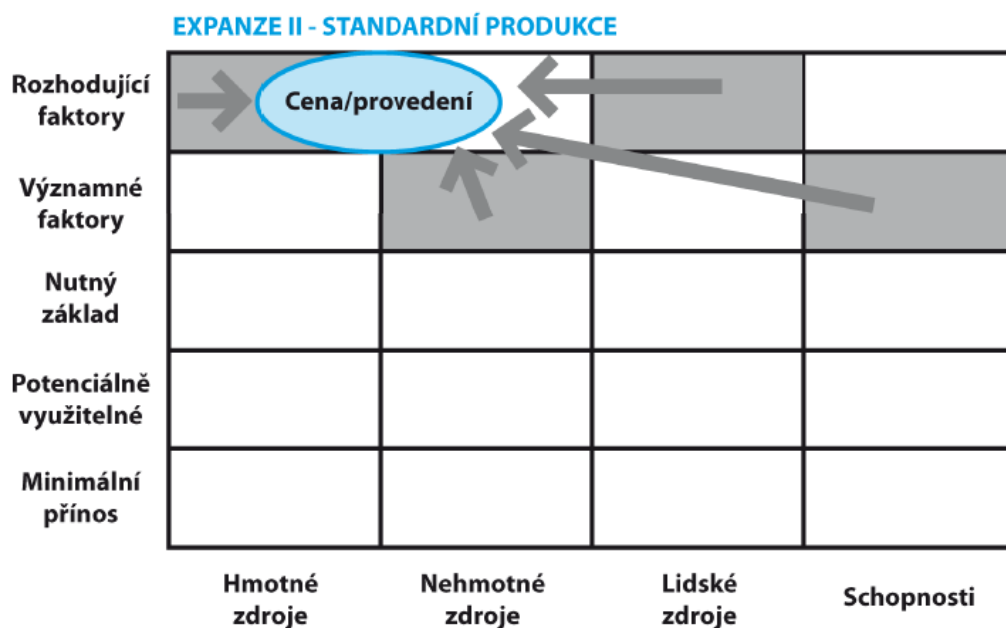 EXPANZE II - STANDARDNÍ PRODUKCE
Rozhodující
faktory
Cena/provedení
Významné
faktory
Nutný
základ
Potenciálně
využitelné
Minimální
přínos
Hmotné
zdroje
Nehmotné
zdroje
Lidské
zdroje
Schopnosti